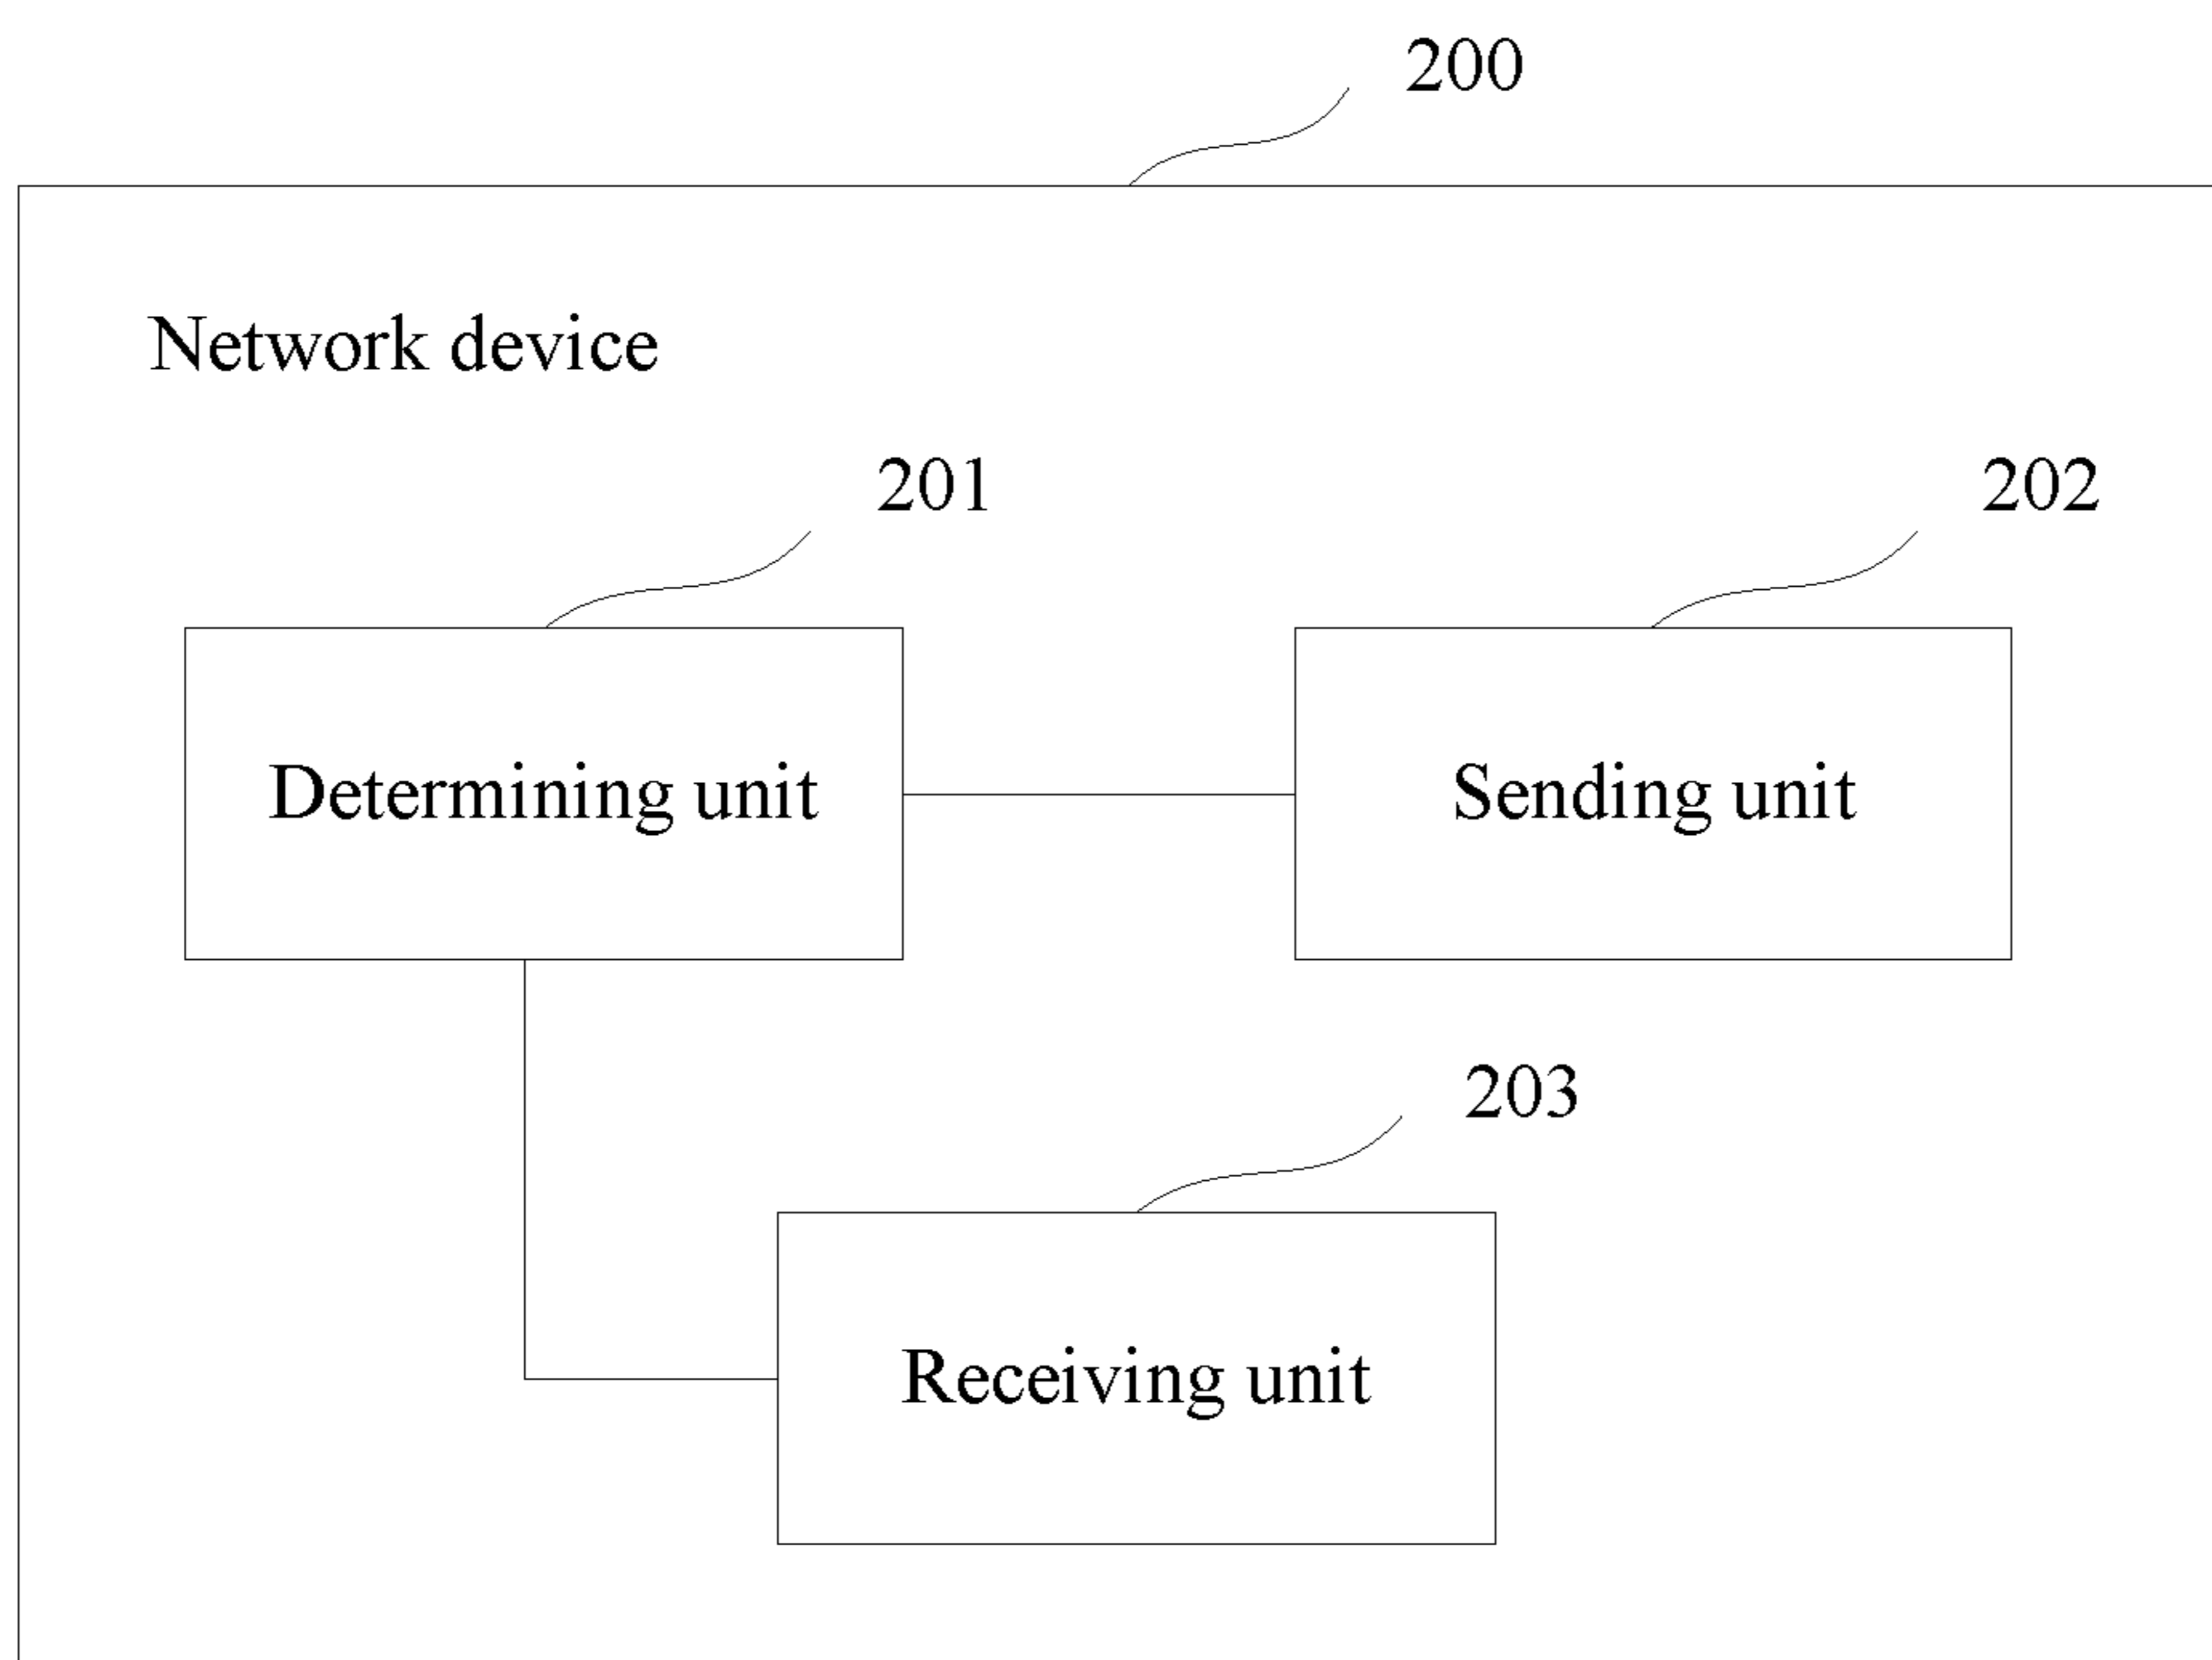 200
Network device
201
202
Determining unit
Sending unit
203
Receiving unit